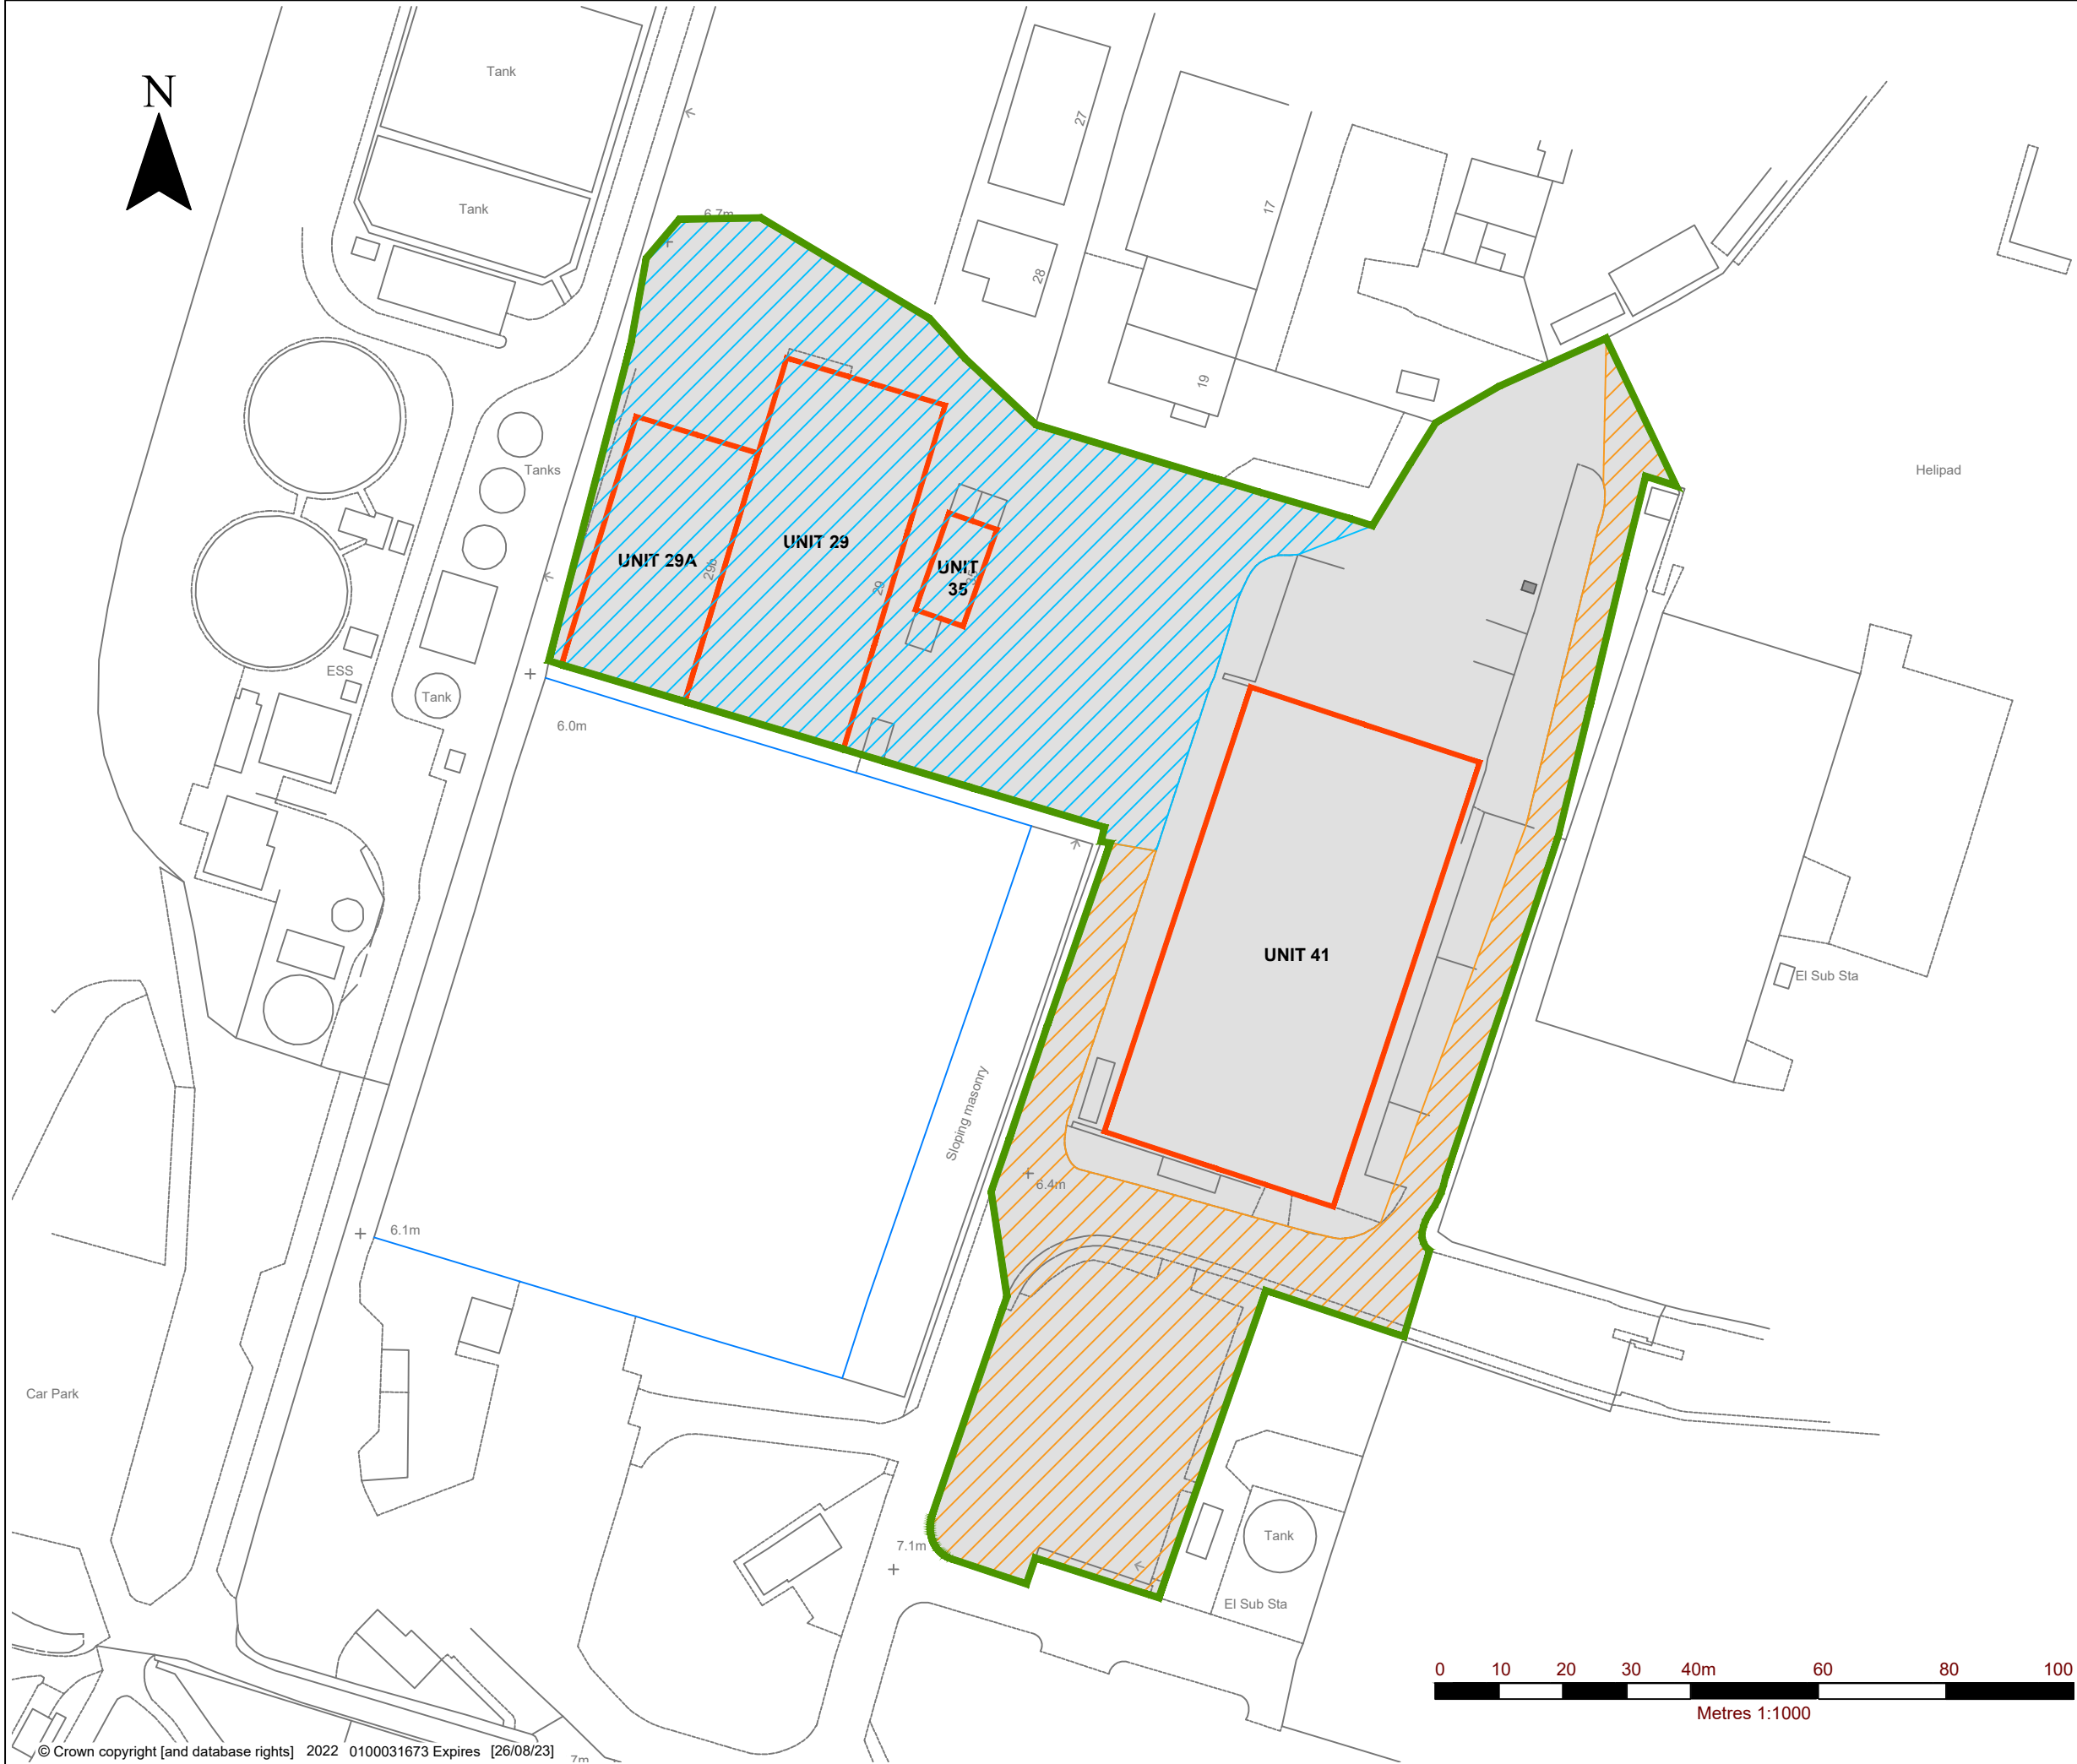 N
Tank
Tank
27
17
28
19
6.7m
Tanks
Helipad
UNIT 29A
29b
UNIT 29
29
UNIT
35
35
ESS
Tank
6.0m
UNIT 41
El Sub Sta
Sloping masonry
6.4m
6.1m
Car Park
7.1m
Tank
El Sub Sta
0 10 20 30 40m 60 80 100
Metres 1:1000
© Crown copyright [and database rights] 2022 0100031673 Expires [26/08/23]
7m